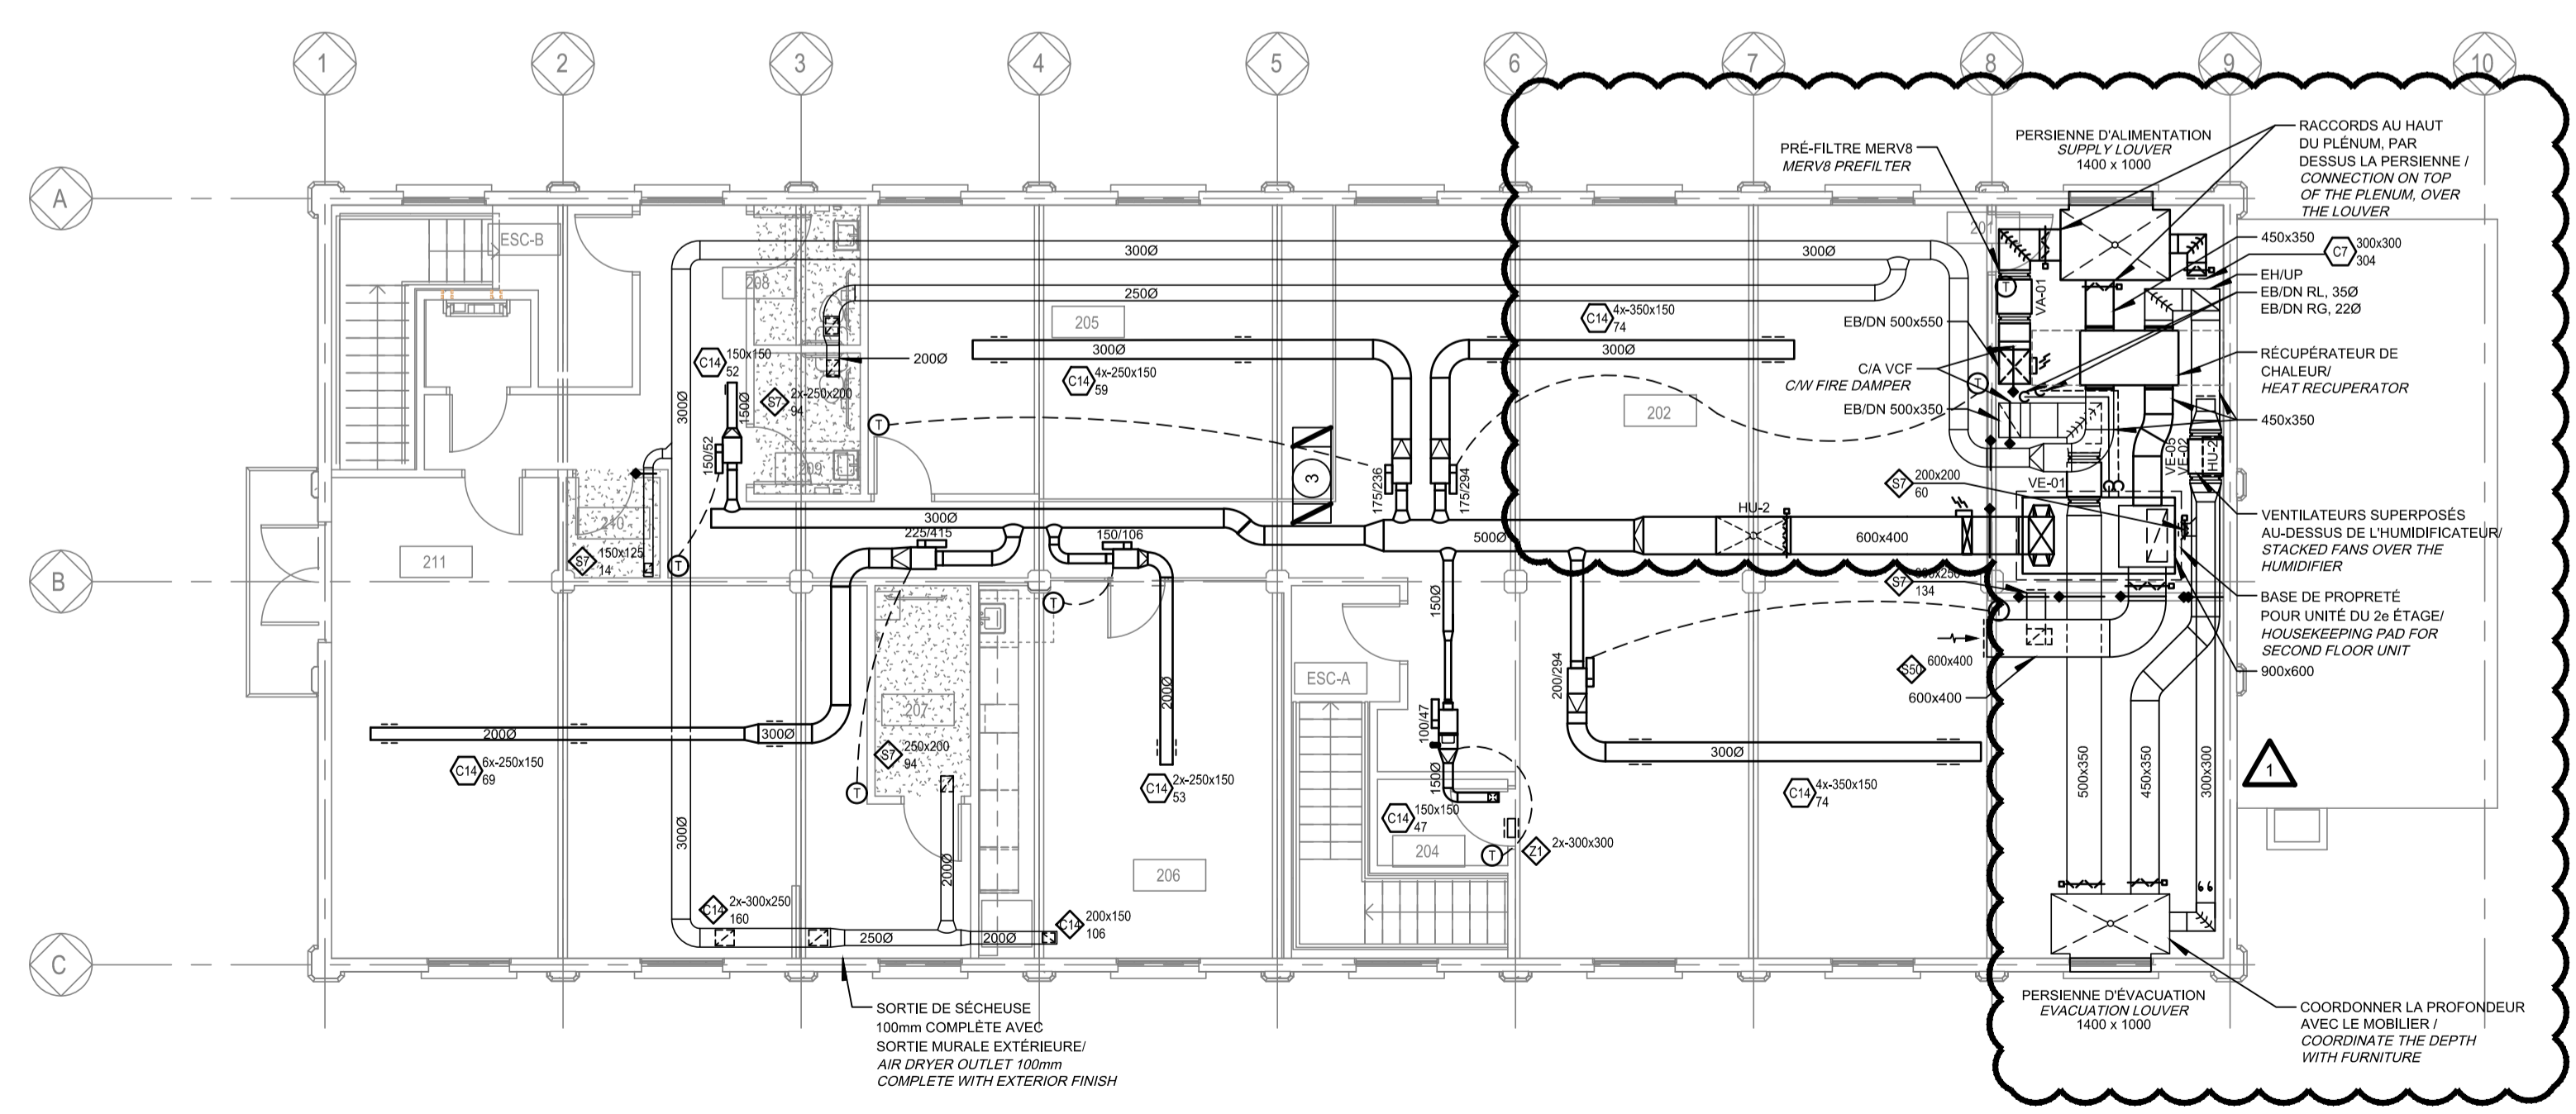 1
2
3
4
5
6
7
8
9
10
A
B
C
PERSIENNE D'ALIMENTATION
SUPPLY LOUVER
1400 x 1000
PRÉ-FILTRE MERV8
MERV8 PREFILTER
RACCORDS AU HAUT
DU PLÉNUM, PAR
DESSUS LA PERSIENNE /
CONNECTION ON TOP
OF THE PLENUM, OVER
THE LOUVER
450x350
C7
300x300
304
EH/UP
EB/DN RL, 35Ø
EB/DN RG, 22Ø
RÉCUPÉRATEUR DE
CHALEUR/
HEAT RECUPERATOR
450x350
VENTILATEURS SUPERPOSÉS
AU-DESSUS DE L'HUMIDIFICATEUR/
STACKED FANS OVER THE
HUMIDIFIER
BASE DE PROPRETÉ
POUR UNITÉ DU 2e ÉTAGE/
HOUSEKEEPING PAD FOR
SECOND FLOOR UNIT
900x600
1
COORDONNER LA PROFONDEUR
AVEC LE MOBILIER /
COORDINATE THE DEPTH
WITH FURNITURE
PERSIENNE D'ÉVACUATION
EVACUATION LOUVER
1400 x 1000
500x350
450x350
300x300
VA-01
T
EB/DN 500x550
C/A VCF
C/W FIRE DAMPER
EB/DN 500x350
T
VE-05
VE-02
HU-2
VE-01
S7
200x200
60
HU-2
600x400
S7
134
S50
600x400
600x400
ESC-B
208
205
202
209
240
211
207
206
204
ESC-A
300Ø
300Ø
250Ø
200Ø
300Ø
300Ø
C14
4x-350x150
74
C14
4x-250x150
59
C14
150x150
52
150Ø
150/52
S7
2x-250x200
94
300Ø
T
3
175/236
175/294
300Ø
500Ø
225/415
150/106
S7
150x125
14
T
T
150Ø
200/294
200Ø
300Ø
C14
6x-250x150
69
S7
250x200
94
T
200Ø
C14
2x-250x150
53
100/47
150Ø
300Ø
C14
150x150
47
C14
4x-350x150
74
T
Z1
2x-300x300
300Ø
200Ø
C14
2x-300x250
160
250Ø
200Ø
C14
200x150
106
SORTIE DE SÉCHEUSE
100mm COMPLÈTE AVEC
SORTIE MURALE EXTÉRIEURE/
AIR DRYER OUTLET 100mm
COMPLETE WITH EXTERIOR FINISH